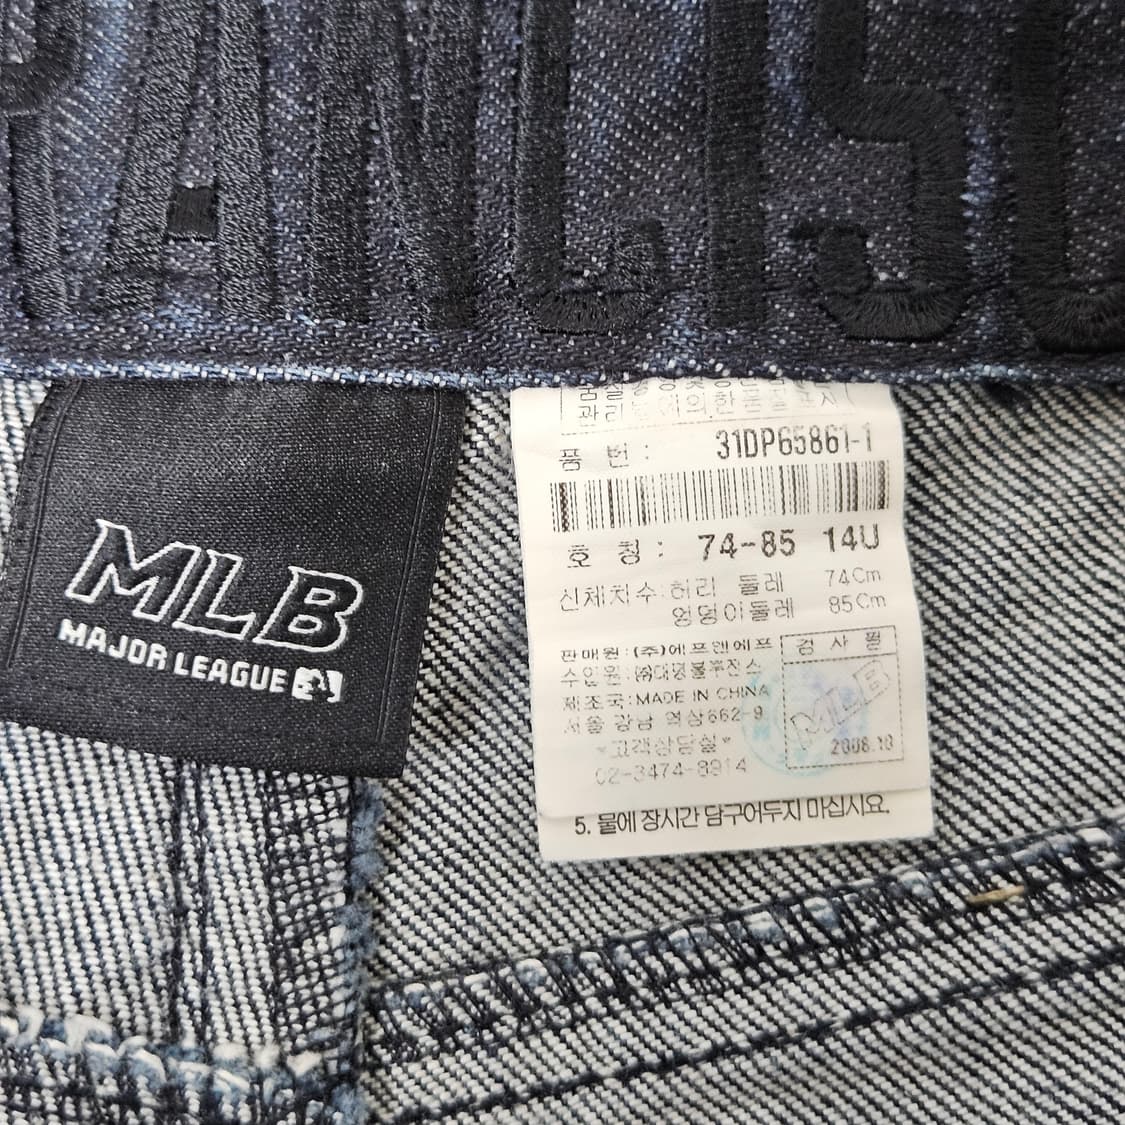 RANCISC
MLB
MAJOR LEAGUE
품 번 : 31DP65861-1
호 칭 : 74-85 14U
신체치수:허리 둘레 74Cm
엉덩이둘레 85Cm
판매원:(주)에프앤에프
수입원:
제조국:MADE IN CHINA
서울 강남 역삼662-9
*고객상담실*
02-3474-8914
검 사 필
MLB
2008.10
5. 물에 장시간 담구어두지 마십시요.